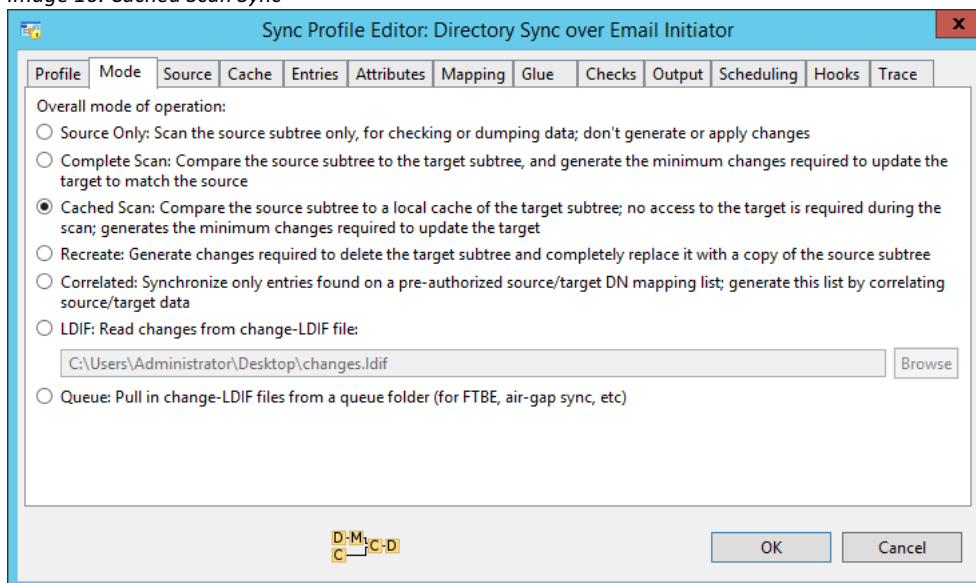 Image 16: Cached Scan Sync
Sync Profile Editor: Directory Sync over Email Initiator
x
Profile Mode Source Cache Entries Attributes Mapping Glue Checks Output Scheduling Hooks Trace
Overall mode of operation:
Source Only: Scan the source subtree only, for checking or dumping data; don't generate or apply changes
Complete Scan: Compare the source subtree to the target subtree, and generate the minimum changes required to update the
target to match the source
Cached Scan: Compare the source subtree to a local cache of the target subtree; no access to the target is required during the
scan; generates the minimum changes required to update the target
Recreate: Generate changes required to delete the target subtree and completely replace it with a copy of the source subtree
Correlated: Synchronize only entries found on a pre-authorized source/target DN mapping list; generate this list by correlating
source/target data
LDIF: Read changes from change-LDIF file:
C:\Users\Administrator\Desktop\changes.ldif Browse
Queue: Pull in change-LDIF files from a queue folder (for FTBE, air-gap sync, etc)
D-M C-D
C
OK Cancel